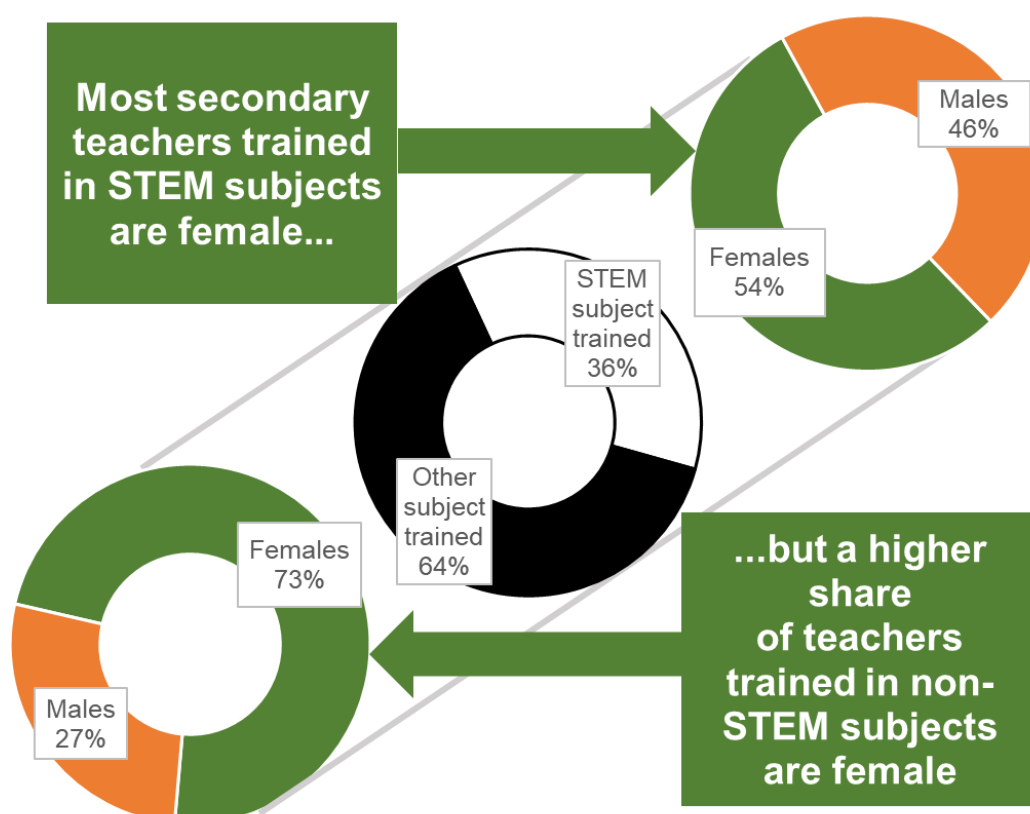 Most secondary
teachers trained
in STEM subjects
are female...
Males
46%
Females
54%
STEM
subject
trained
36%
Other
subject
trained
64%
Females
73%
Males
27%
...but a higher
share
of teachers
trained in non-
STEM subjects
are female